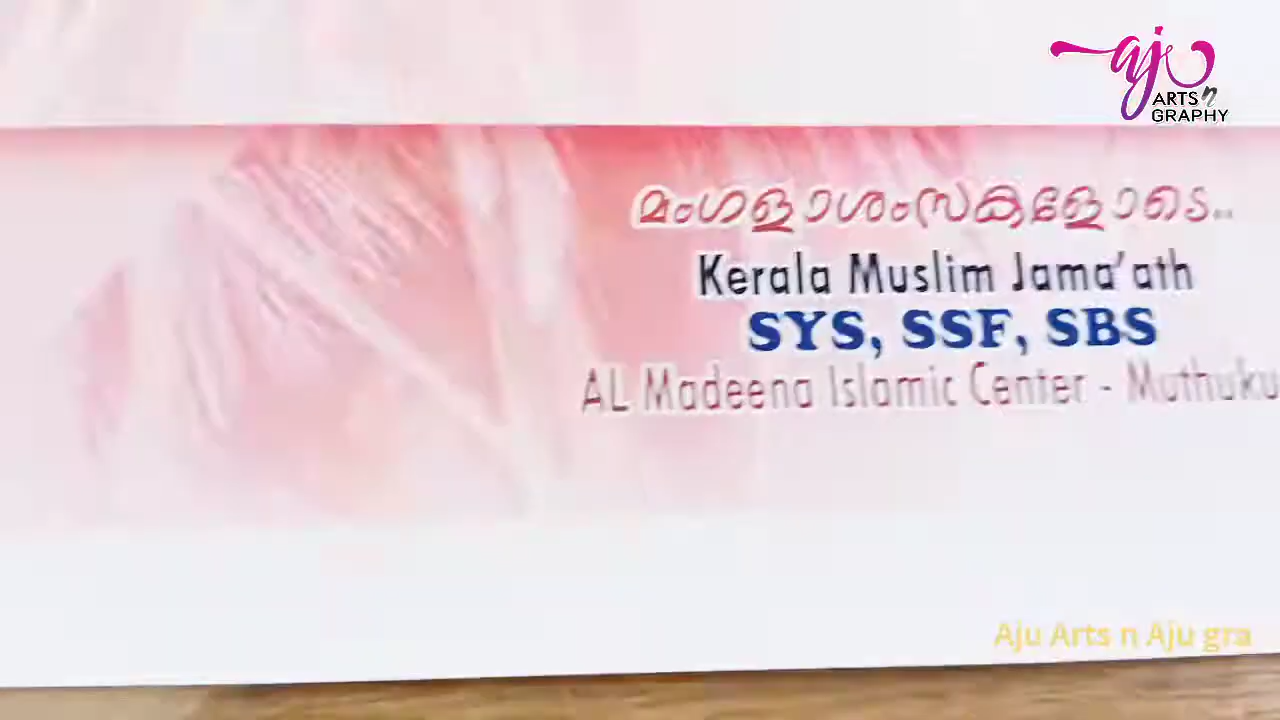 aju
ARTS n
GRAPHY
മംഗളാശംസകളോടെ..
Kerala Muslim Jama'ath
SYS, SSF, SBS
AL Madeena Islamic Center -
Aju Arts n Aju gra